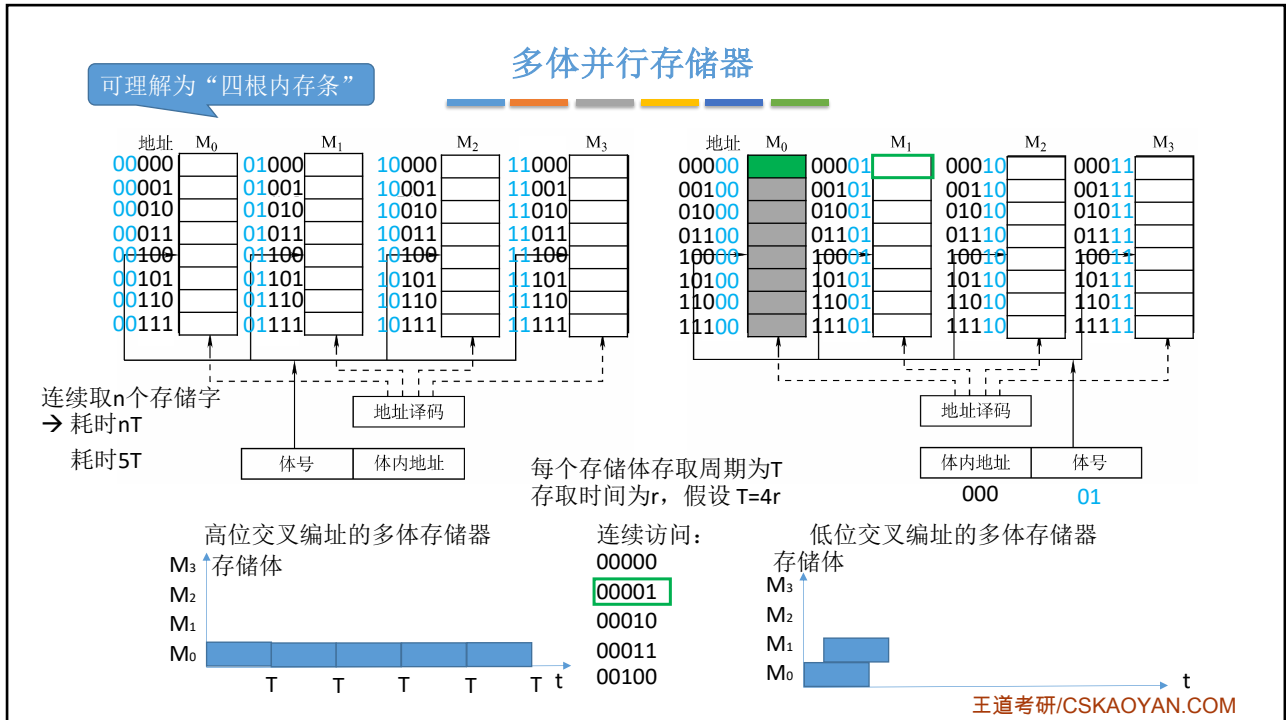 多体并行存储器
可理解为“四根内存条”
地址 M₀ M₁ M₂ M₃
00000 01000 10000 11000
00001 01001 10001 11001
00010 01010 10010 11010
00011 01011 10011 11011
00100 01100 10100 11100
00101 01101 10101 11101
00110 01110 10110 11110
00111 01111 10111 11111
地址译码
体号 体内地址
连续取n个存储字
→ 耗时nT
耗时5T
地址 M₀ M₁ M₂ M₃
00000 00001 00010 00011
00100 00101 00110 00111
01000 01001 01010 01011
01100 01101 01110 01111
10000 10001 10010 10011
10100 10101 10110 10111
11000 11001 11010 11011
11100 11101 11110 11111
地址译码
体内地址 体号
000 01
每个存储体存取周期为T
存取时间为r，假设 T=4r
高位交叉编址的多体存储器
存储体
M₃
M₂
M₁
M₀
T T T T T t
连续访问：
00000
00001
00010
00011
00100
低位交叉编址的多体存储器
存储体
M₃
M₂
M₁
M₀
t
王道考研/CSKAOYAN.COM